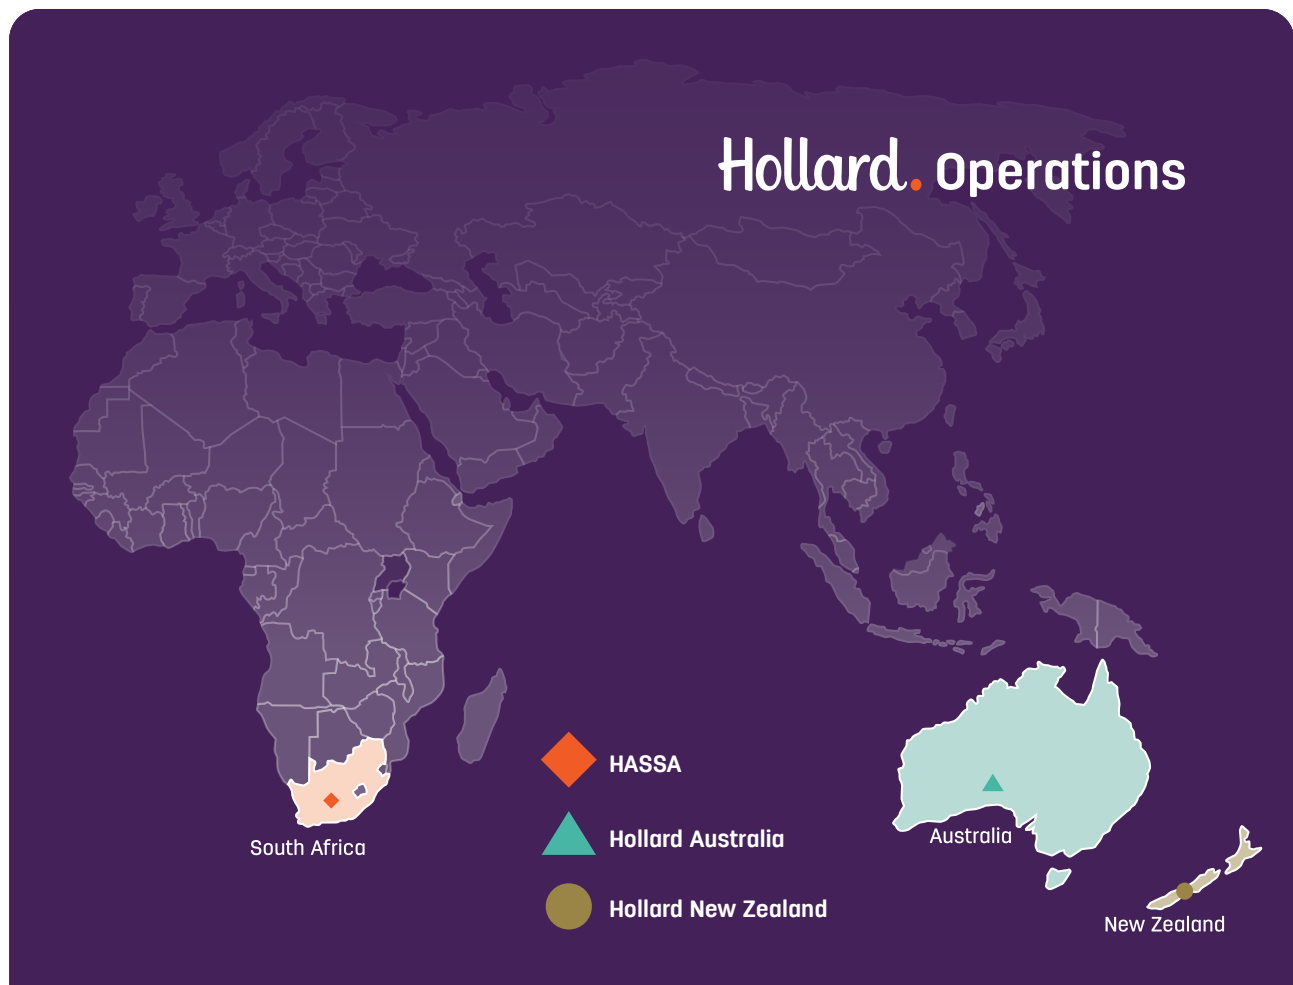 Hollard. Operations
HASSA
Hollard Australia
Hollard New Zealand
South Africa
Australia
New Zealand